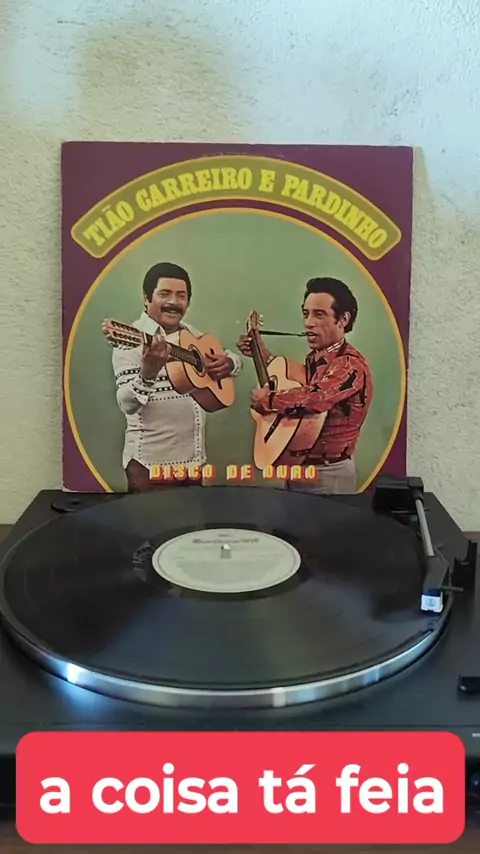 TIÃO CARREIRO E PARDINHO
DISCO DE OURO
a coisa tá feia